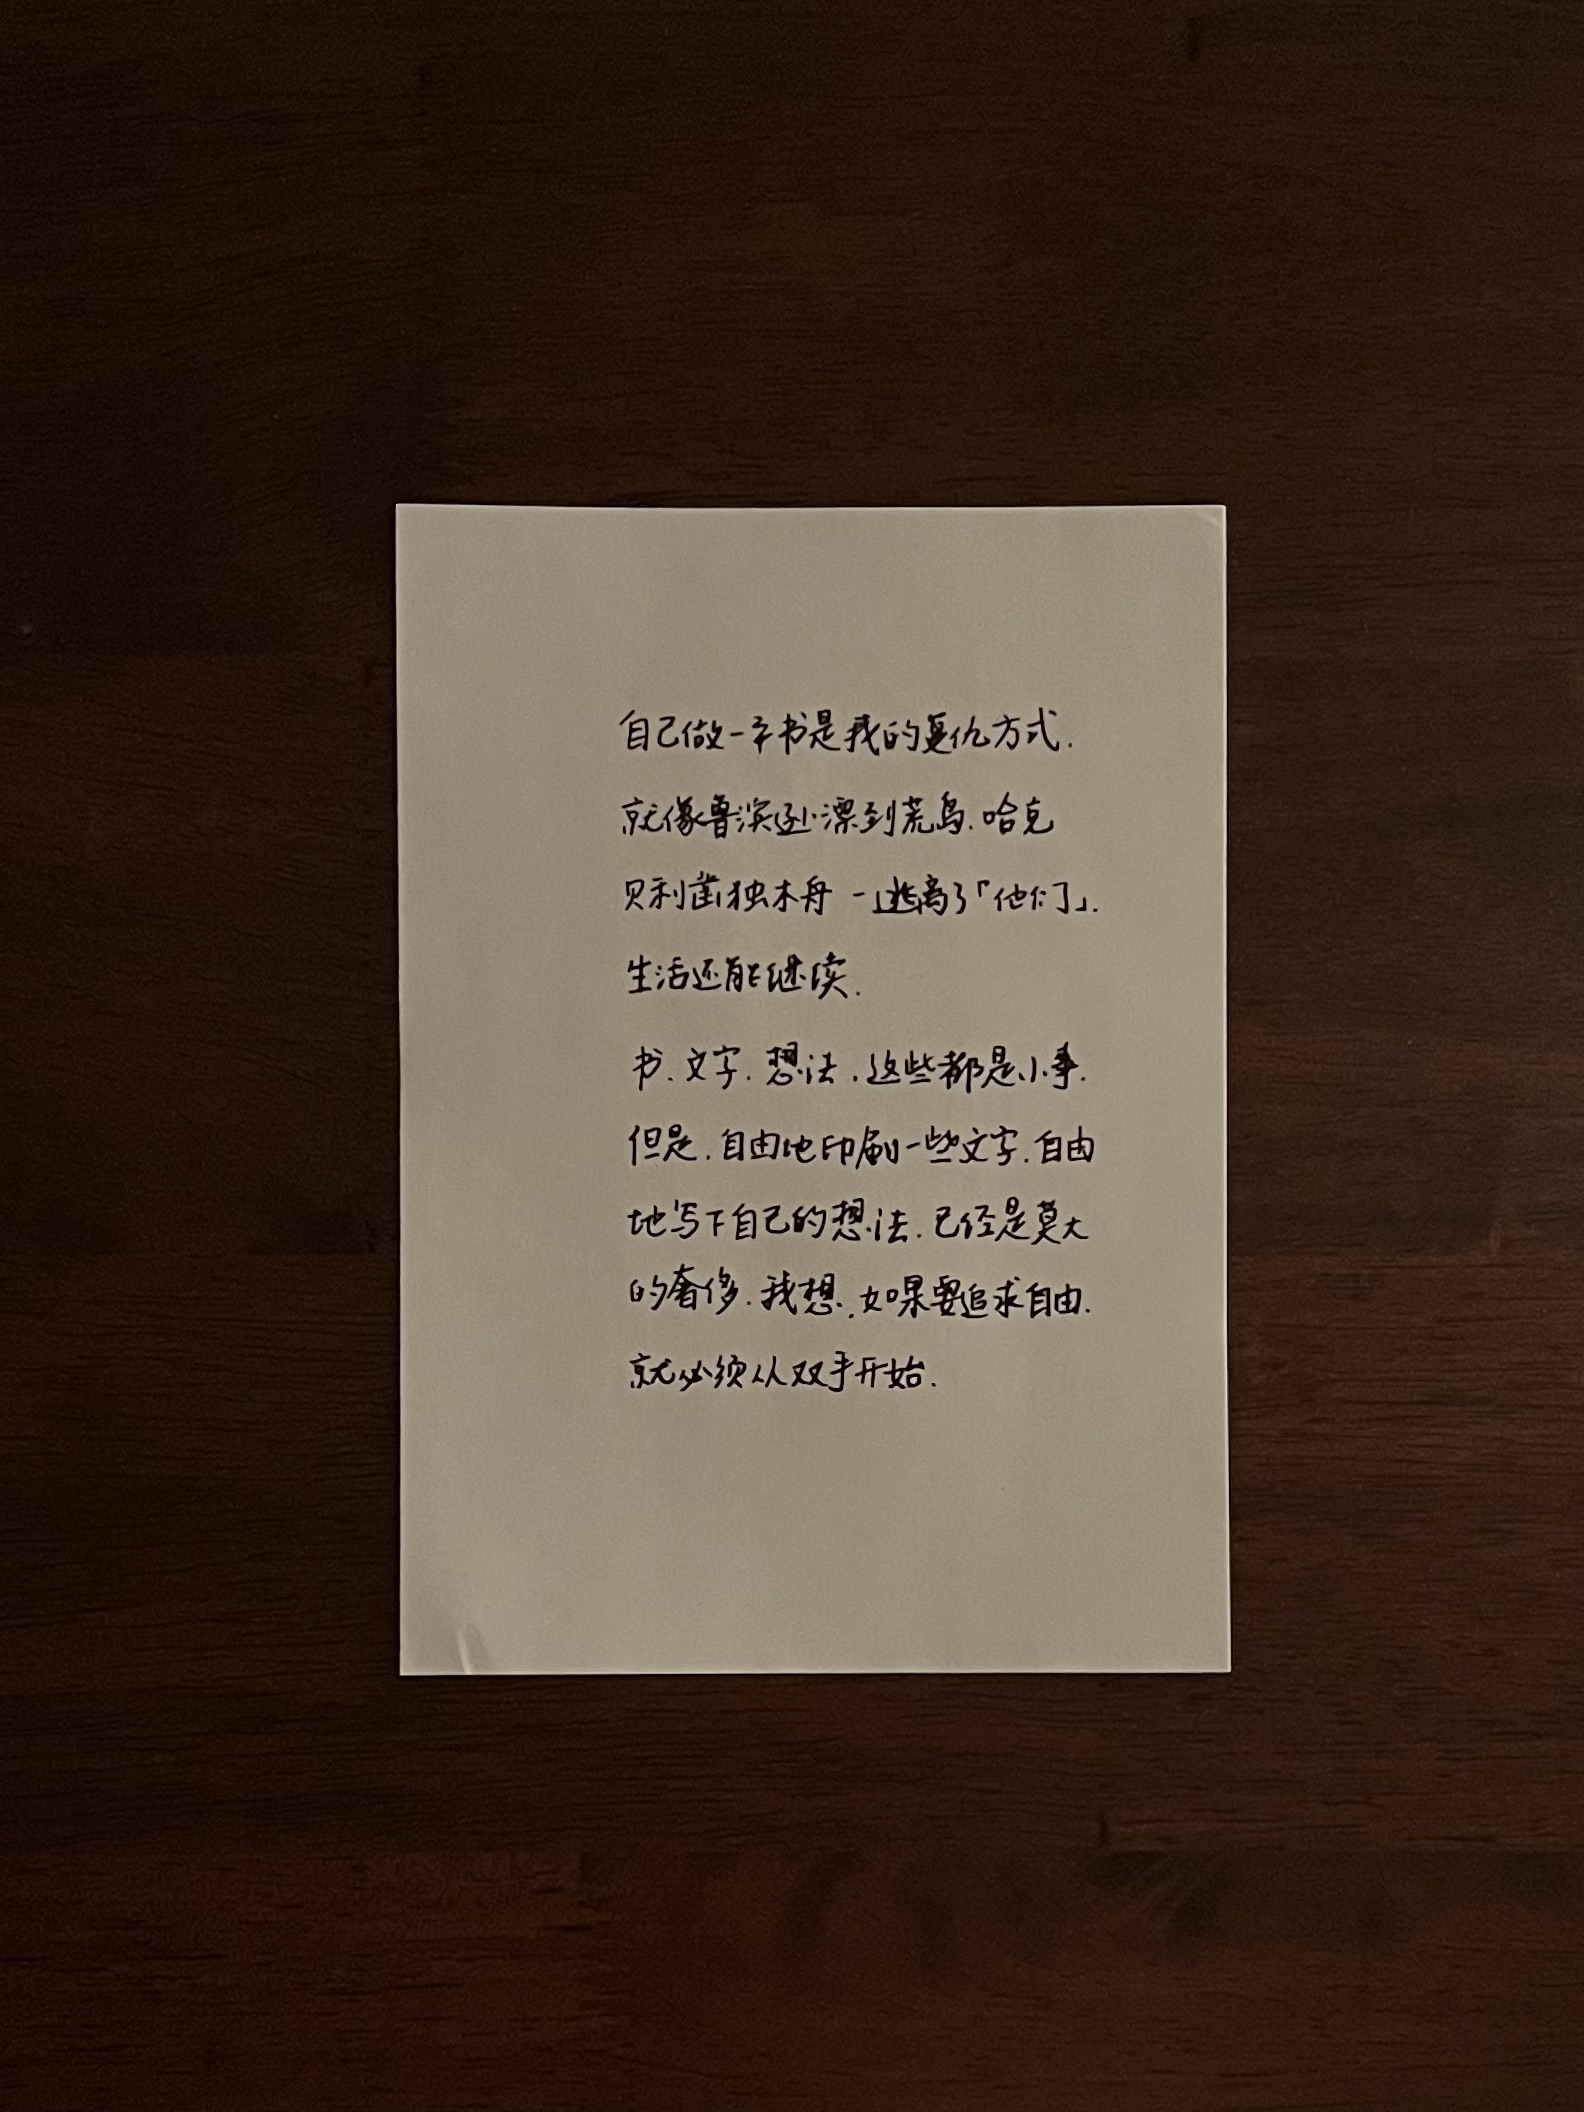 自己做一本书是我的复仇方式.
就像鲁滨逊漂到荒岛.哈克
贝利凿独木舟－逃离了「他们」.
生活还能继续.
书、文字.想法.这些都是小事.
但是.自由地印刷一些文字.自由
地写下自己的想法.已经是莫大
的奢侈.我想.如果要追求自由.
就必须从双手开始.